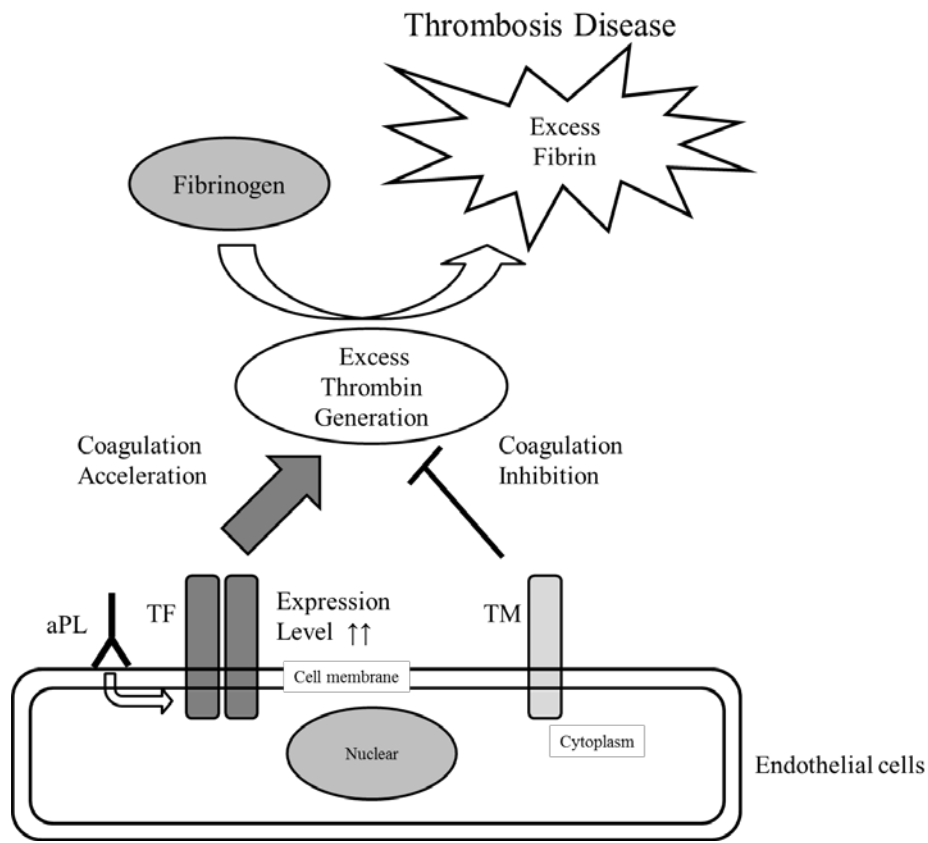 Thrombosis Disease
Excess
Fibrin
Fibrinogen
Excess
Thrombin
Generation
Coagulation
Acceleration
Coagulation
Inhibition
aPL
TF
Expression
Level ↑↑
TM
Cell membrane
Nuclear
Cytoplasm
Endothelial cells